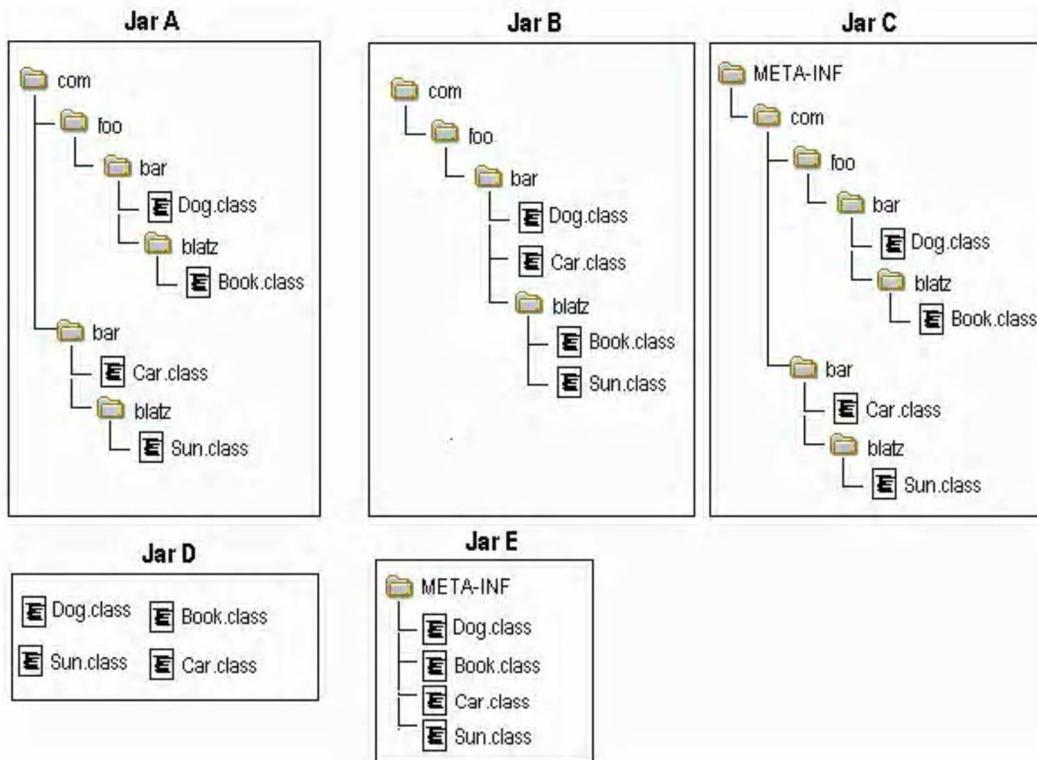 Jar A
com
foo
bar
Dog.class
blatz
Book.class
bar
Car.class
blatz
Sun.class
Jar B
com
foo
bar
Dog.class
Car.class
blatz
Book.class
Sun.class
Jar C
META-INF
com
foo
bar
Dog.class
blatz
Book.class
bar
Car.class
blatz
Sun.class
Jar D
Dog.class Book.class
Sun.class Car.class
Jar E
META-INF
Dog.class
Book.class
Car.class
Sun.class